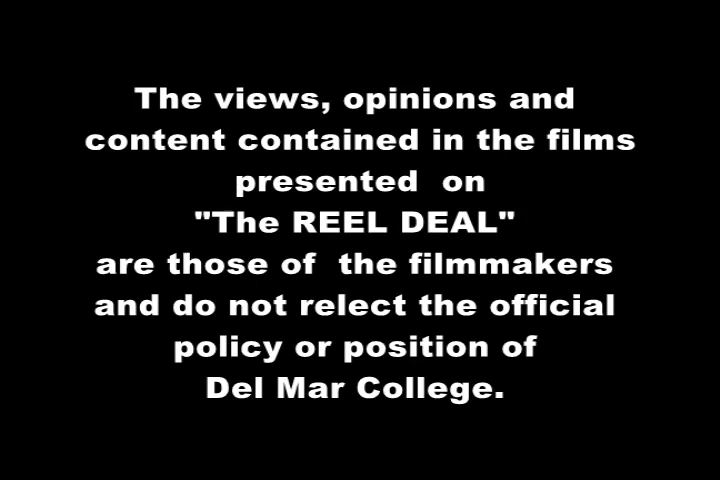 The views, opinions and
content contained in the films
presented  on
"The REEL DEAL"
are those of  the filmmakers
and do not relect the official
policy or position of
Del Mar College.